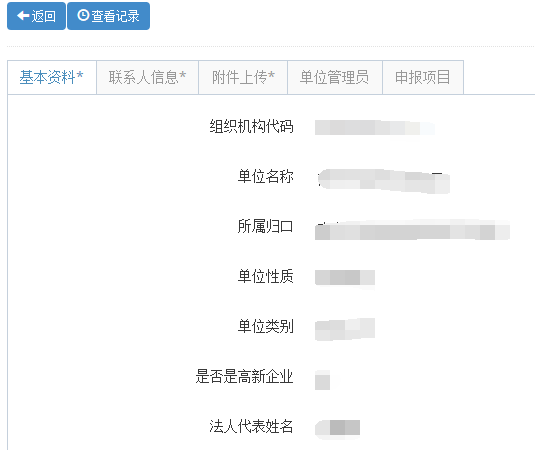 返回 查看记录
基本资料* 联系人信息* 附件上传* 单位管理员 申报项目
组织机构代码
单位名称
所属归口
单位性质
单位类别
是否是高新企业
法人代表姓名